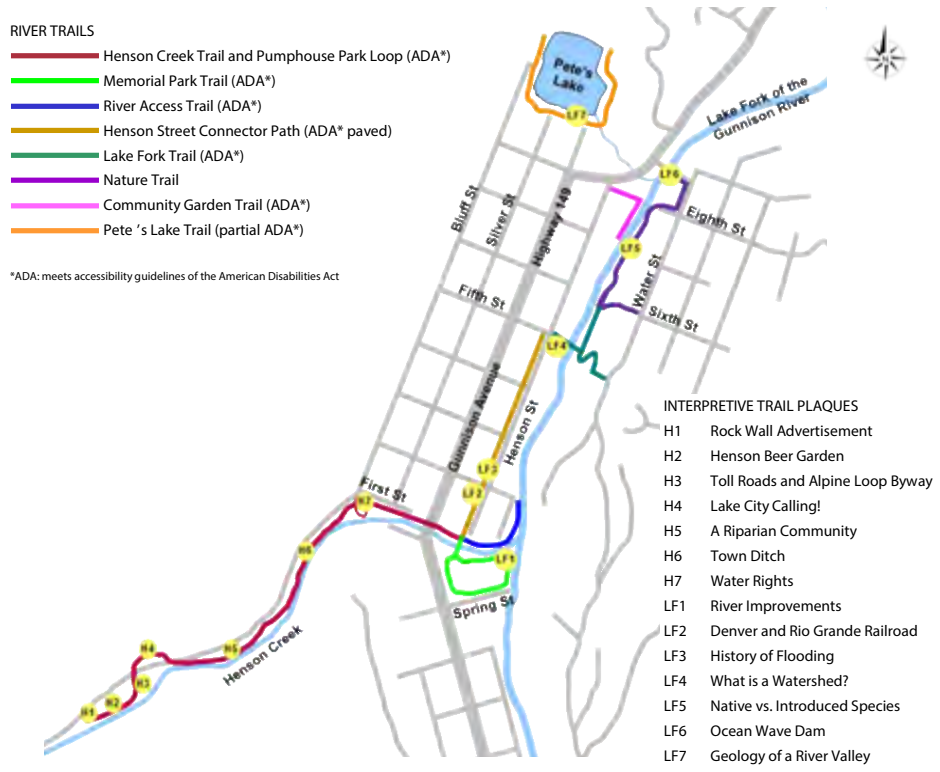 RIVER TRAILS
Henson Creek Trail and Pumphouse Park Loop (ADA*)
Memorial Park Trail (ADA*)
River Access Trail (ADA*)
Henson Street Connector Path (ADA* paved)
Lake Fork Trail (ADA*)
Nature Trail
Community Garden Trail (ADA*)
Pete 's Lake Trail (partial ADA*)
*ADA: meets accessibility guidelines of the American Disabilities Act
Pete's
Lake
LF7
Lake Fork of the
Gunnison River
LF6
Bluff St
Silver St
Highway 149
Eighth St
LF5
Water St
Fifth St
Sixth St
LF4
Gunnison Avenue
Henson St
LF3
LF2
First St
H7
H6
LF1
Spring St
Henson Creek
H5
H4
H3
H2
H1
INTERPRETIVE TRAIL PLAQUES
H1 Rock Wall Advertisement
H2 Henson Beer Garden
H3 Toll Roads and Alpine Loop Byway
H4 Lake City Calling!
H5 A Riparian Community
H6 Town Ditch
H7 Water Rights
LF1 River Improvements
LF2 Denver and Rio Grande Railroad
LF3 History of Flooding
LF4 What is a Watershed?
LF5 Native vs. Introduced Species
LF6 Ocean Wave Dam
LF7 Geology of a River Valley